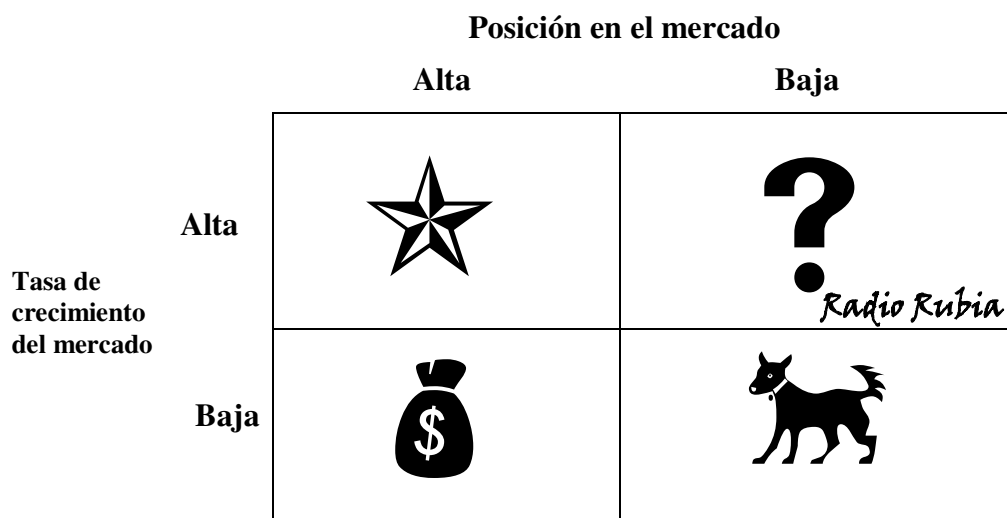 Posición en el mercado
Alta
Baja
Alta
Radio Rubia
Tasa de
crecimiento
del mercado
$
Baja